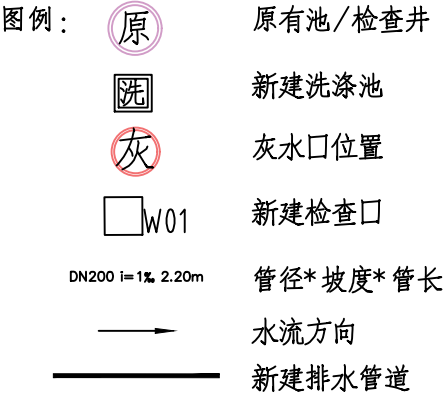 图例: 原 原有池/检查井
洗 新建洗涤池
灰 灰水口位置
W01 新建检查口
DN200 i=1‰ 2.20m 管径*坡度*管长
水流方向
新建排水管道